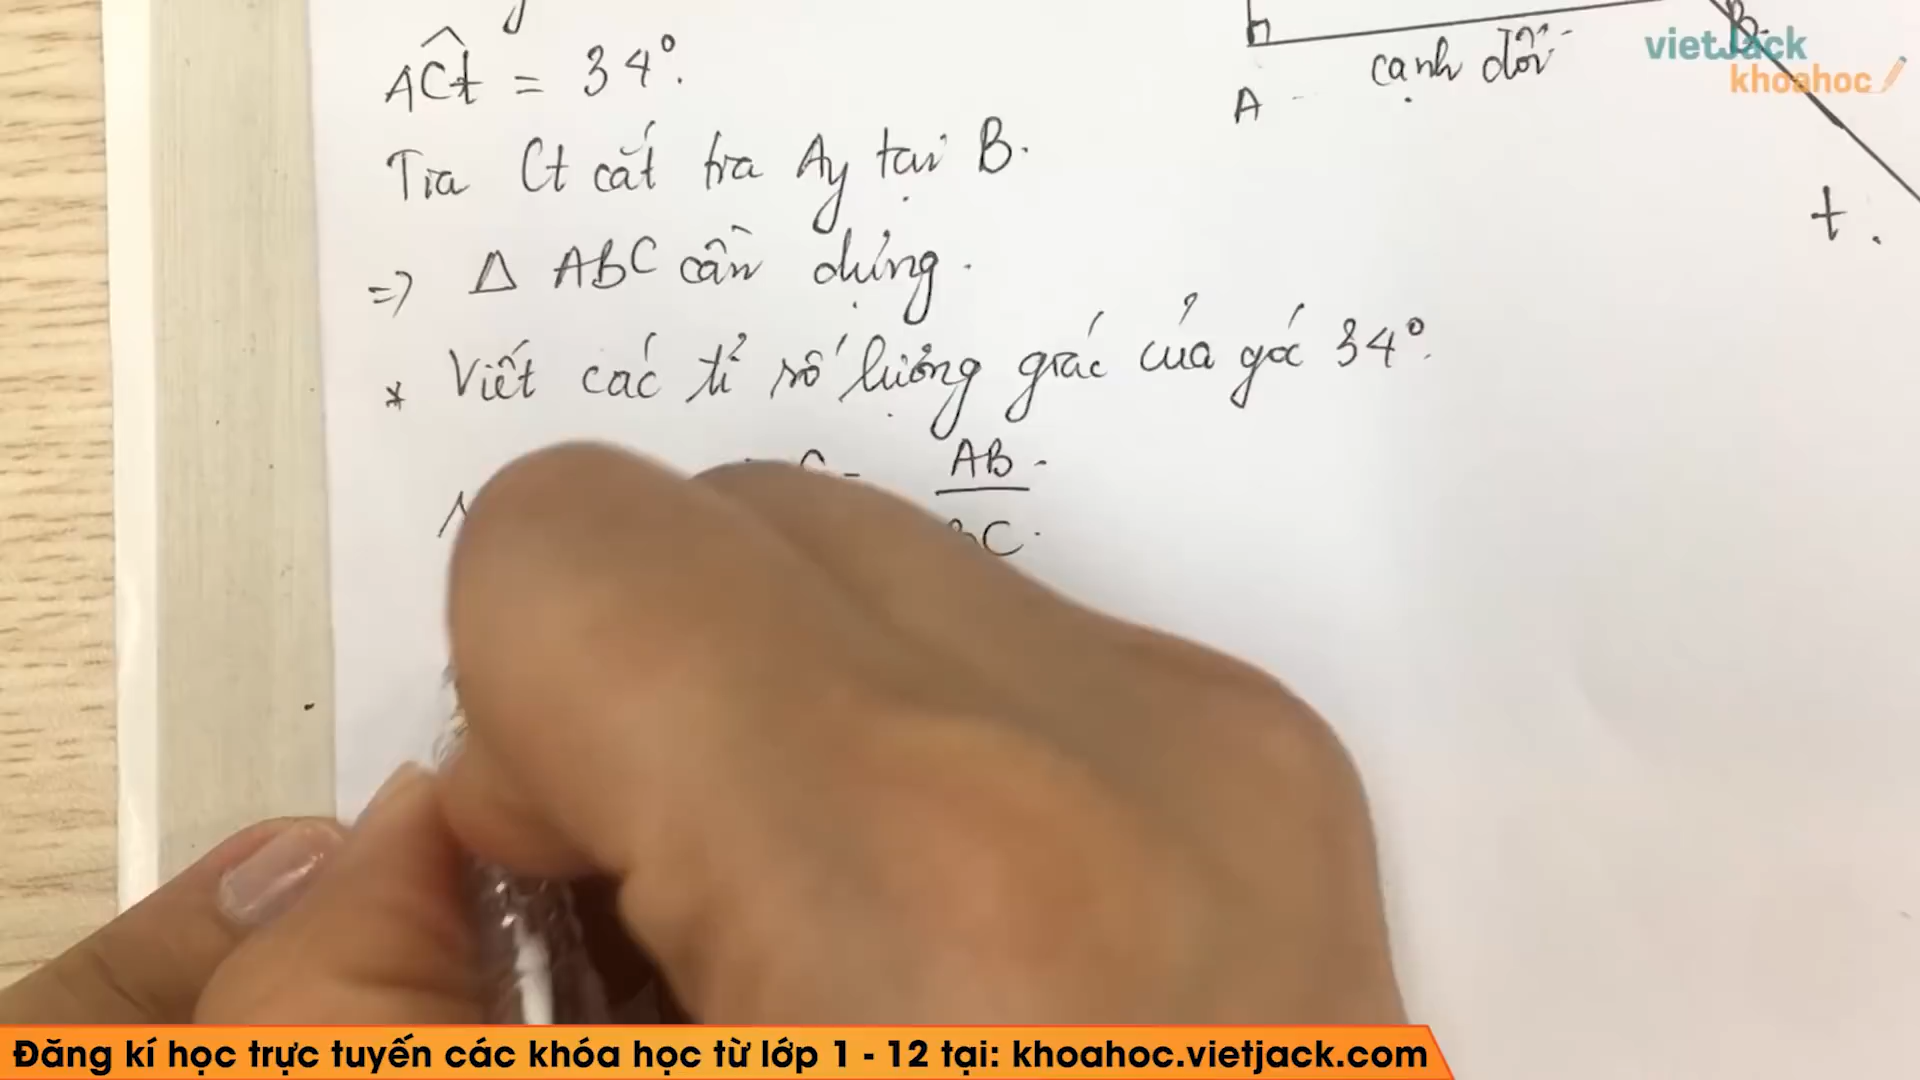 ACt = 34°.
Tia Ct cắt tia Ay tại B.
=> Δ ABC cần dựng.
* Viết các tỉ số lượng giác của góc 34°.
AB
C
cạnh đối
A
B
t.
vietJack
khoahoc
Đăng kí học trực tuyến các khóa học từ lớp 1 - 12 tại: khoahoc.vietjack.com